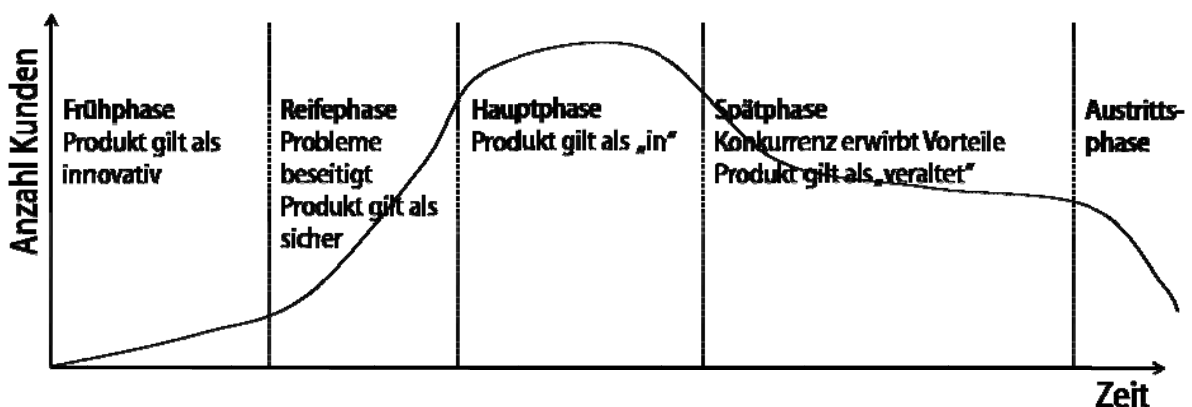 Anzahl Kunden
Frühphase
Produkt gilt als
innovativ
Reifephase
Probleme
beseitigt
Produkt gilt als
sicher
Hauptphase
Produkt gilt als „in“
Spätphase
Konkurrenz erwirbt Vorteile
Produkt gilt als „veraltet“
Austritts-
phase
Zeit